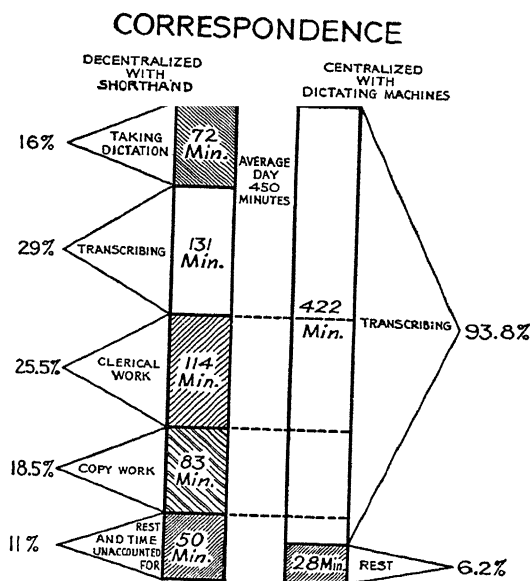 CORRESPONDENCE
DECENTRALIZED
WITH
SHORTHAND
CENTRALIZED
WITH
DICTATING MACHINES
16%
TAKING
DICTATION
72
Min.
AVERAGE
DAY
450
MINUTES
29%
TRANSCRIBING
131
Min.
422
Min.
TRANSCRIBING
93.8%
25.5%
CLERICAL
WORK
114
Min.
18.5%
COPY WORK
83
Min.
11%
REST
AND TIME
UNACCOUNTED
FOR
50
Min.
28 Min.
REST
6.2%